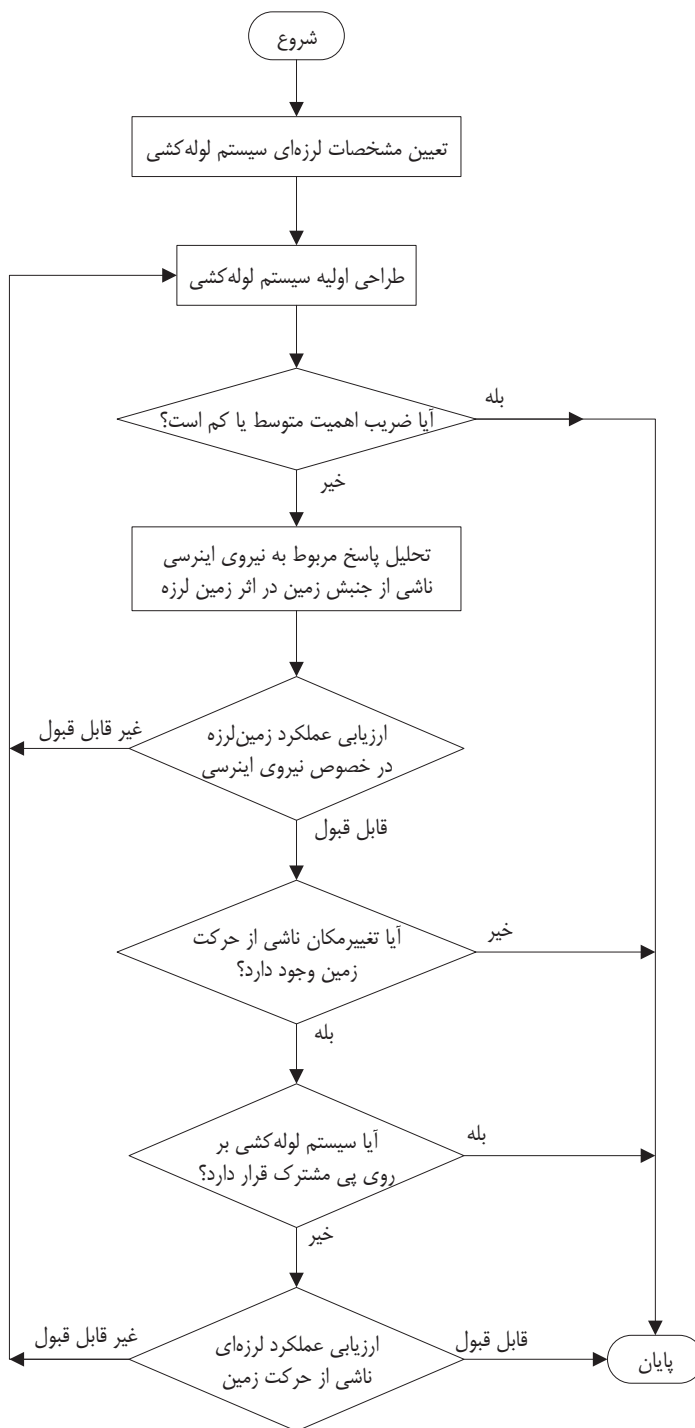 شروع
تعیین مشخصات لرزه‌ای سیستم لوله‌کشی
طراحی اولیه سیستم لوله‌کشی
آیا ضریب اهمیت متوسط یا کم است؟
بله
خیر
تحلیل پاسخ مربوط به نیروی اینرسی
ناشی از جنبش زمین در اثر زمین لرزه
ارزیابی عملکرد زمین‌لرزه
در خصوص نیروی اینرسی
غیر قابل قبول
قابل قبول
آیا تغییرمکان ناشی از حرکت
زمین وجود دارد؟
خیر
بله
آیا سیستم لوله‌کشی بر
روی پی مشترک قرار دارد؟
بله
خیر
ارزیابی عملکرد لرزه‌ای
ناشی از حرکت زمین
غیر قابل قبول
قابل قبول
پایان